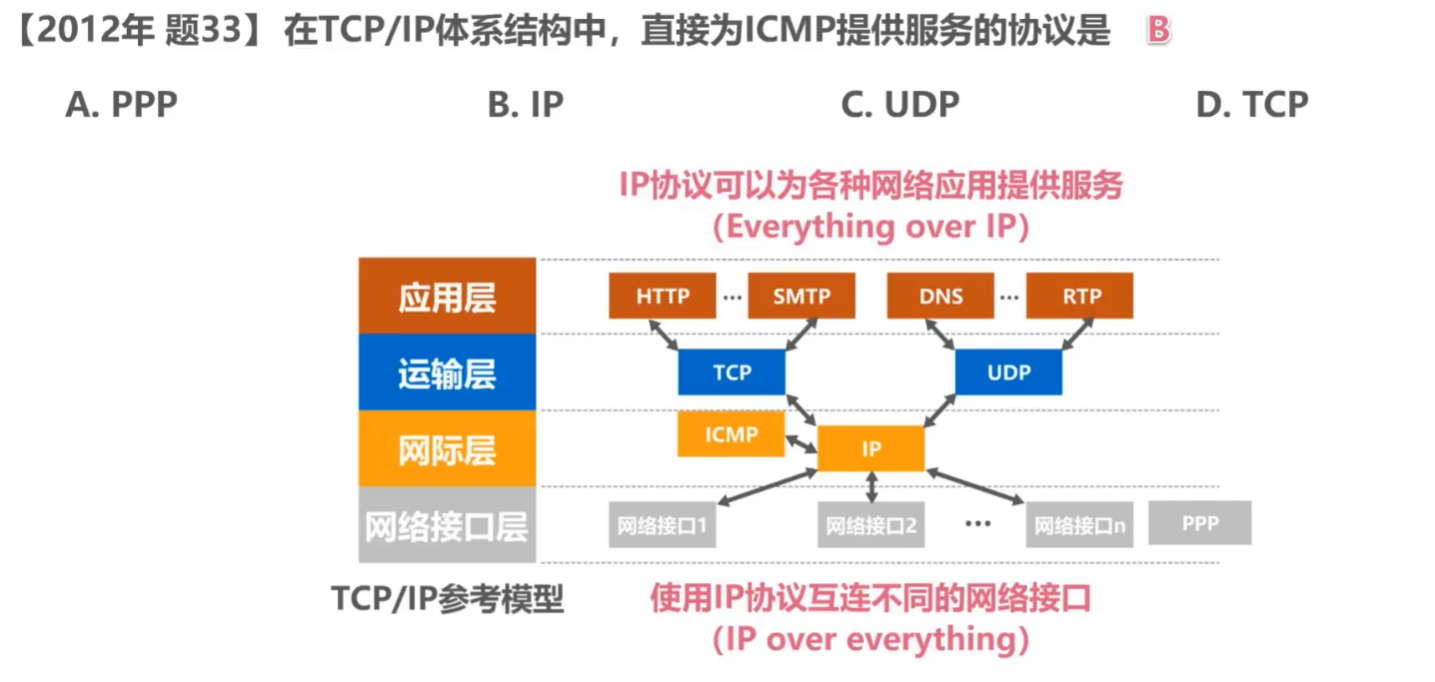 【2012年 题33】在TCP/IP体系结构中，直接为ICMP提供服务的协议是 B
A. PPP B. IP C. UDP D. TCP
IP协议可以为各种网络应用提供服务
（Everything over IP）
应用层 HTTP ··· SMTP DNS ··· RTP
运输层 TCP UDP
网际层 ICMP IP
网络接口层 网络接口1 网络接口2 ··· 网络接口n PPP
TCP/IP参考模型 使用IP协议互连不同的网络接口
（IP over everything）